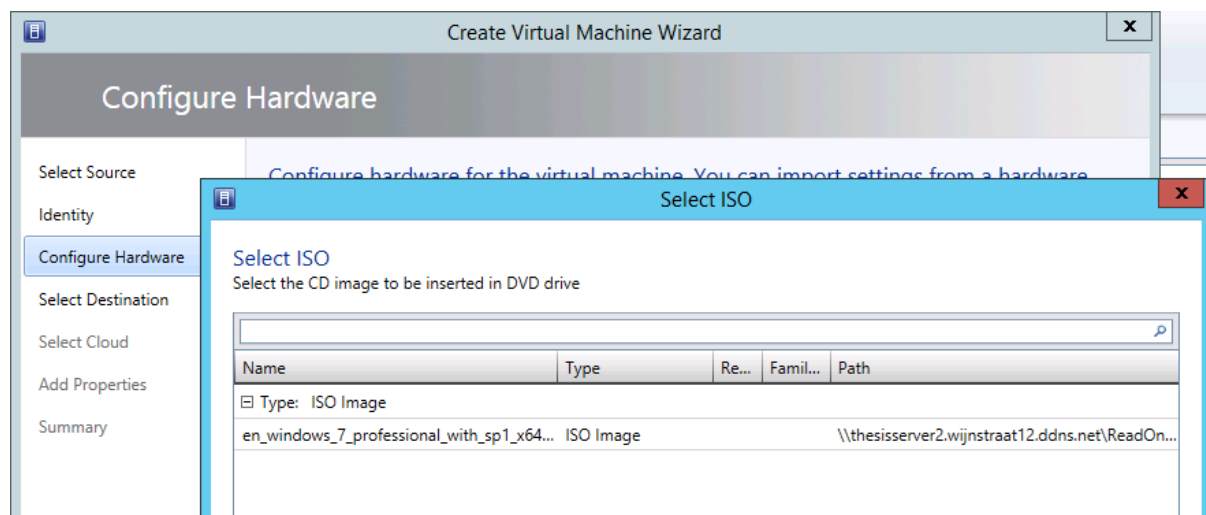 Create Virtual Machine Wizard
x
Configure Hardware
Select Source
Configure hardware for the virtual machine. You can import settings from a hardware
Select ISO
x
Identity
Configure Hardware
Select Destination
Select Cloud
Add Properties
Summary
Select ISO
Select the CD image to be inserted in DVD drive
Name Type Re... Famil... Path
Type: ISO Image
en_windows_7_professional_with_sp1_x64... ISO Image \\thesisserver2.wijnstraat12.ddns.net\ReadOn...